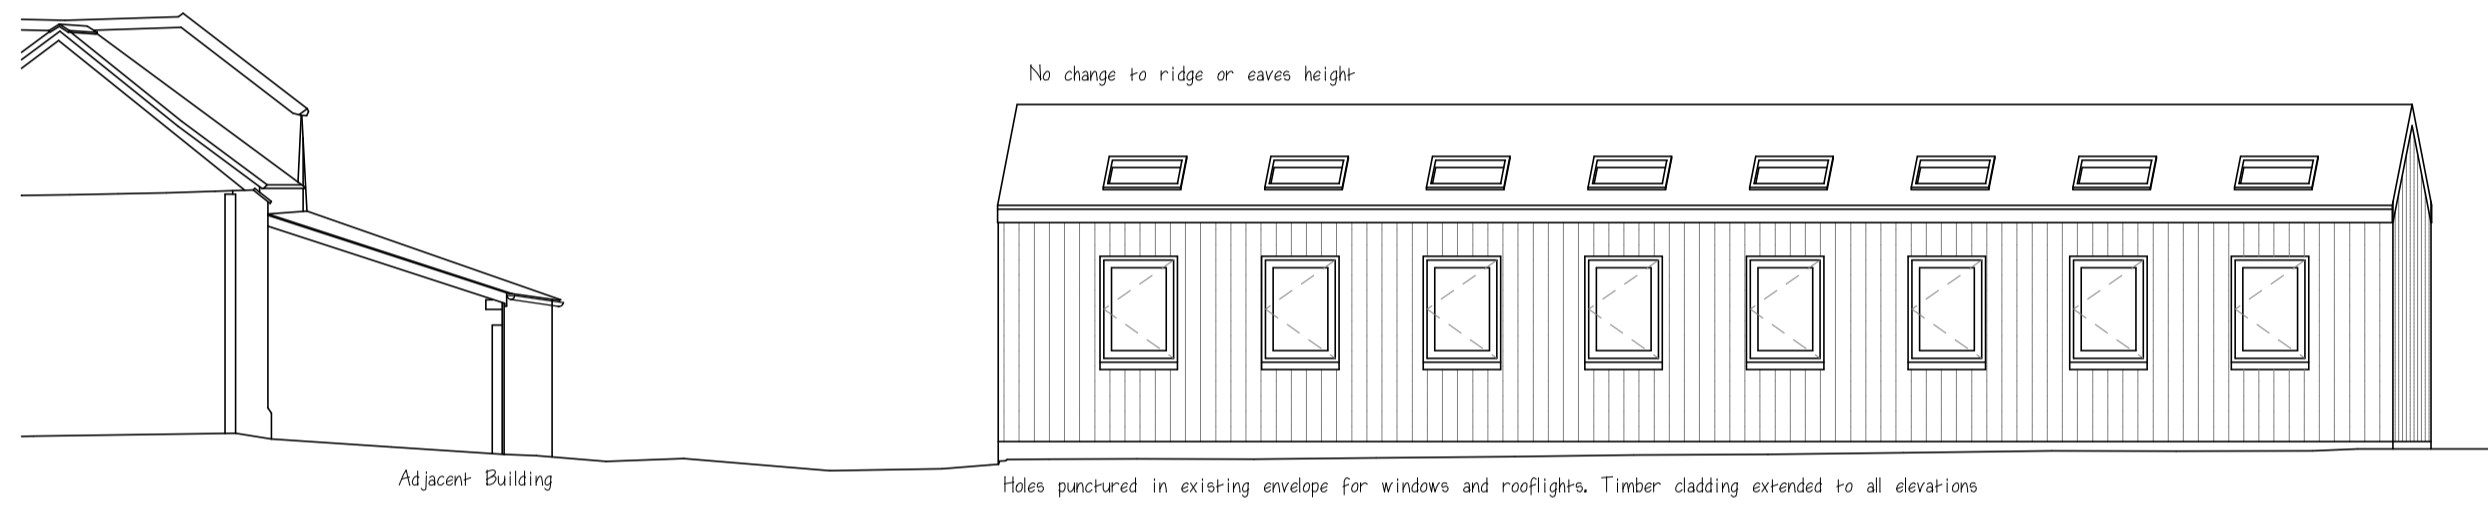 No change to ridge or eaves height
Adjacent Building
Holes punctured in existing envelope for windows and rooflights. Timber cladding extended to all elevations